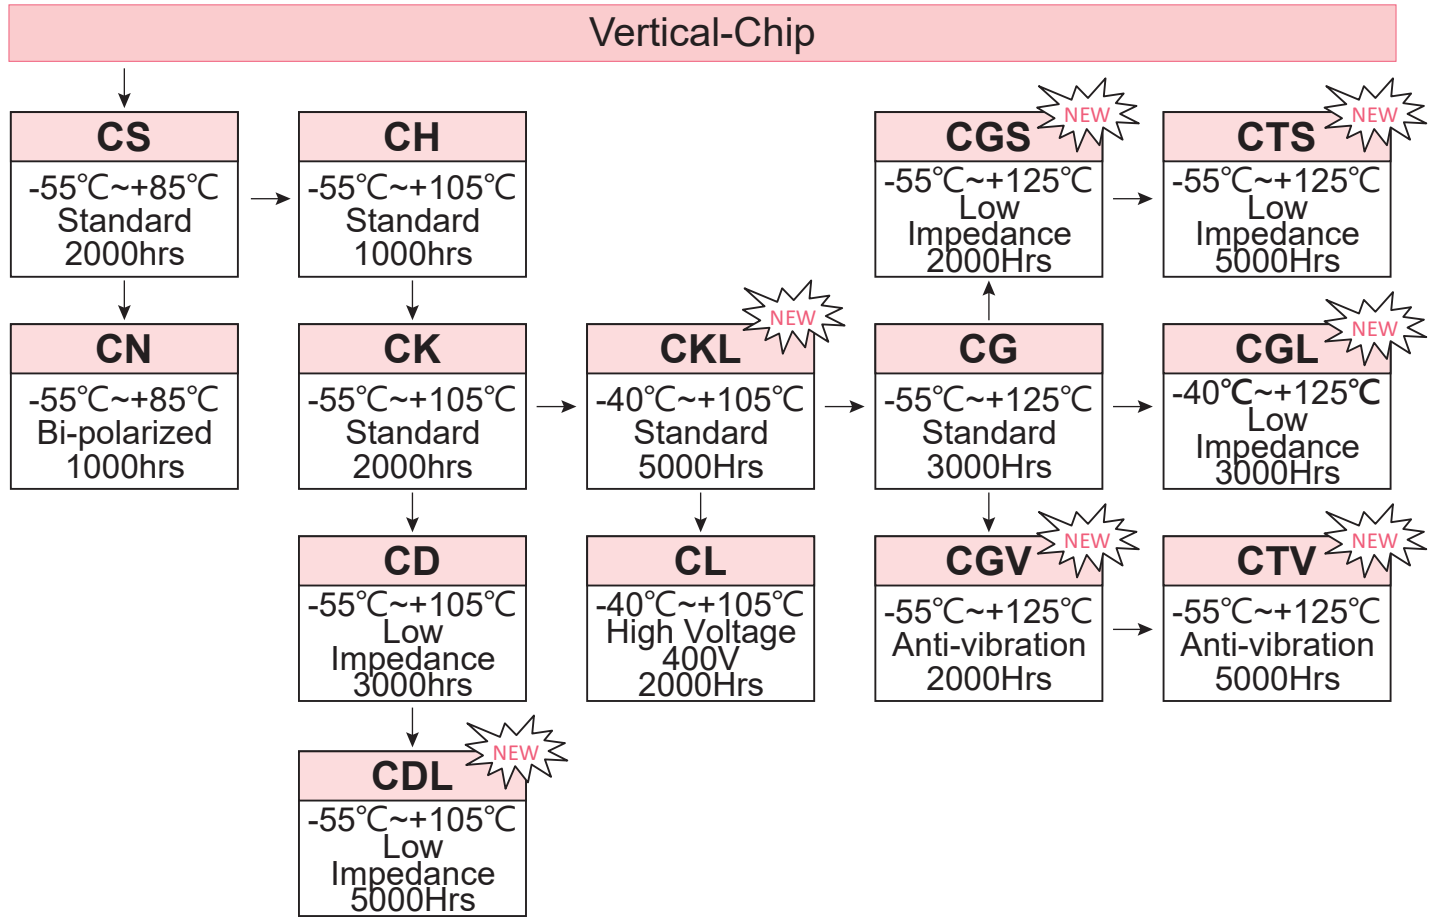 Vertical-Chip
CS
-55℃~+85℃
Standard
2000hrs
CH
-55℃~+105℃
Standard
1000hrs
CGS
NEW
-55℃~+125℃
Low
Impedance
2000Hrs
CTS
NEW
-55℃~+125℃
Low
Impedance
5000Hrs
CN
-55℃~+85℃
Bi-polarized
1000hrs
CK
-55℃~+105℃
Standard
2000hrs
CKL
NEW
-40℃~+105℃
Standard
5000Hrs
CG
-55℃~+125℃
Standard
3000Hrs
CGL
NEW
-40℃~+125℃
Low
Impedance
3000Hrs
CD
-55℃~+105℃
Low
Impedance
3000hrs
CL
-40℃~+105℃
High Voltage
400V
2000Hrs
CGV
NEW
-55℃~+125℃
Anti-vibration
2000Hrs
CTV
NEW
-55℃~+125℃
Anti-vibration
5000Hrs
CDL
NEW
-55℃~+105℃
Low
Impedance
5000Hrs